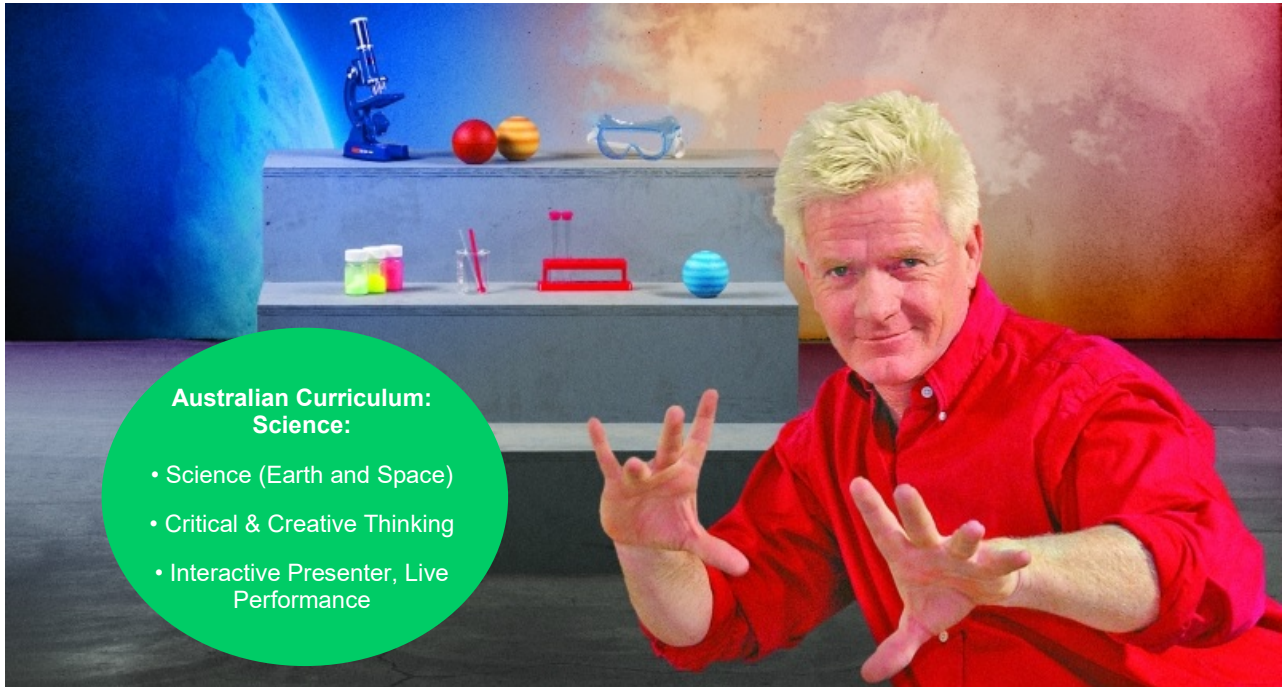 Australian Curriculum:
Science:
• Science (Earth and Space)
• Critical & Creative Thinking
• Interactive Presenter, Live
Performance